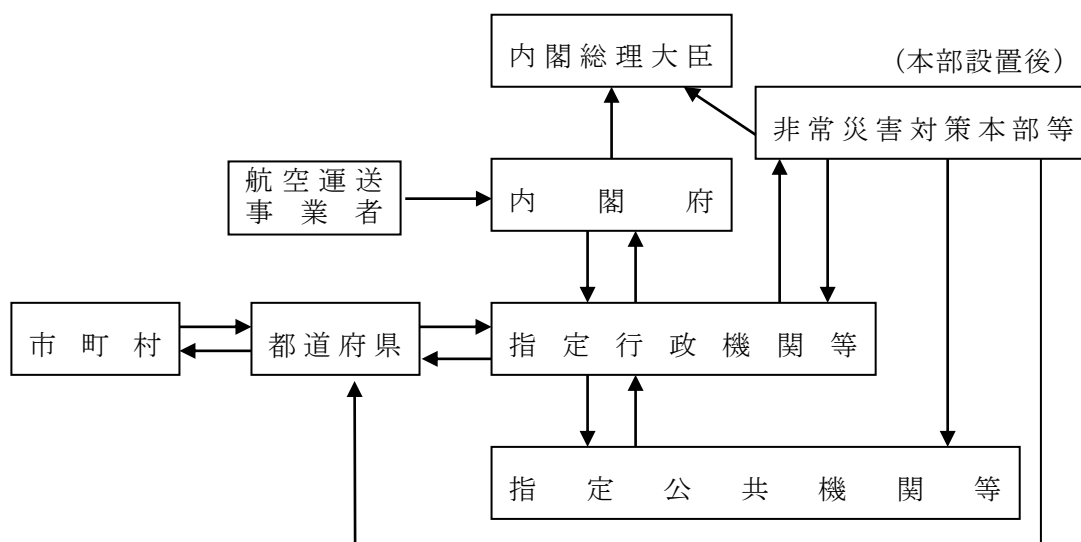 内閣総理大臣
（本部設置後）
非常災害対策本部等
航空運送
事業者
内閣府
市町村
都道府県
指定行政機関等
指定公共機関等